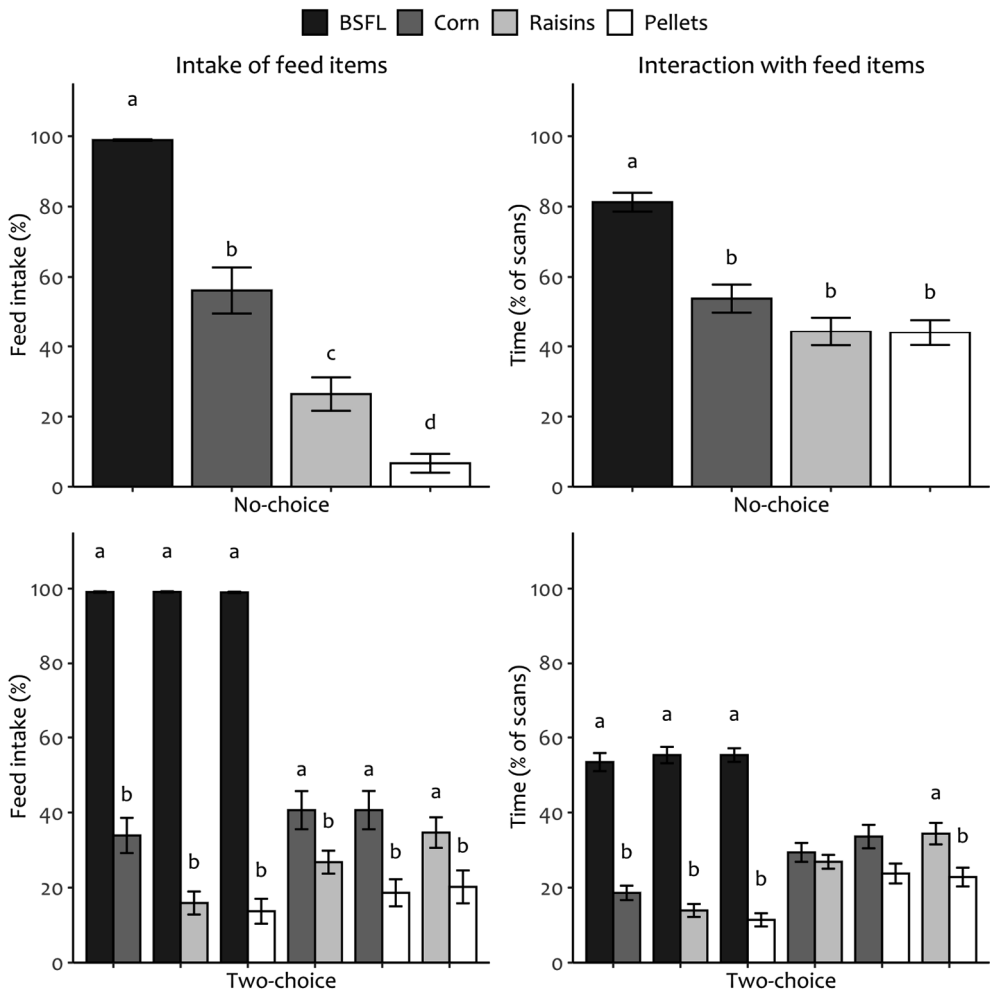 BSFL Corn Raisins Pellets
Intake of feed items
Feed intake (%)
100
80
60
40
20
0
a
b
c
d
No-choice
Interaction with feed items
Time (% of scans)
100
80
60
40
20
0
a
b
b
b
No-choice
Feed intake (%)
100
80
60
40
20
0
a a a
b b b a b a b a b
Two-choice
Time (% of scans)
100
80
60
40
20
0
a a a
b b b a b
Two-choice